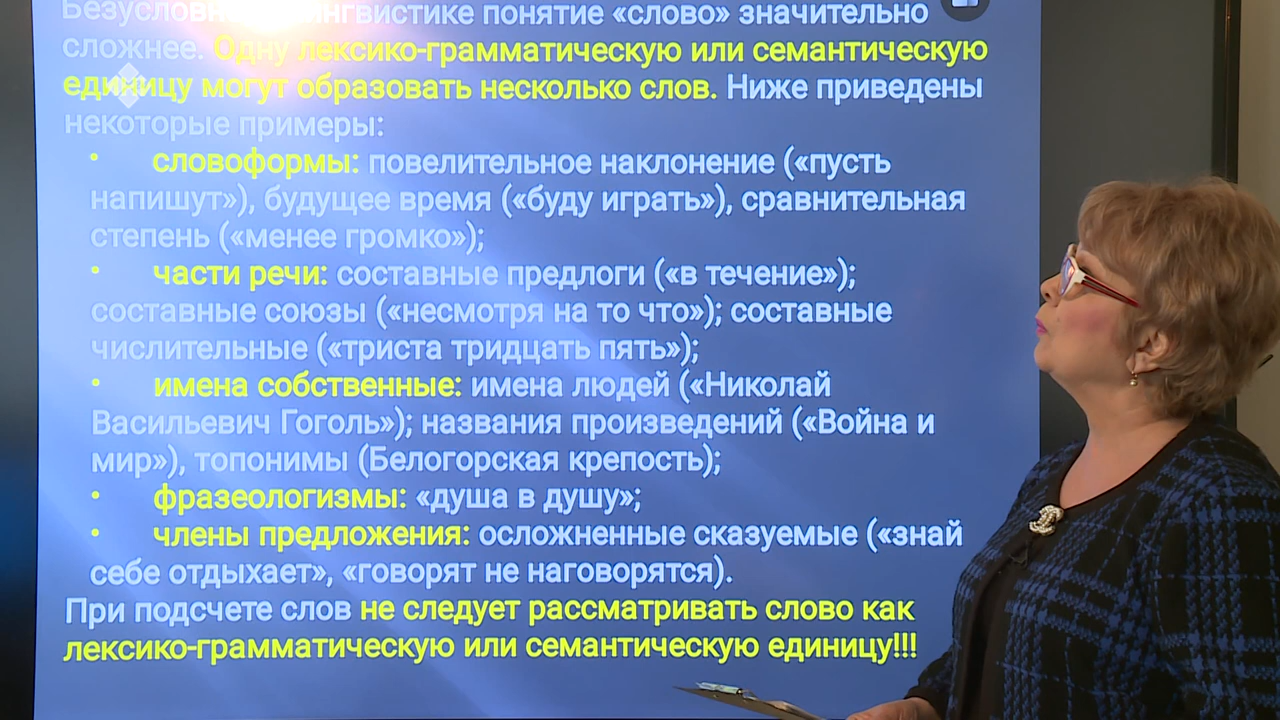 лингвистике понятие «слово» значительно
сложнее. Одну лексико-грамматическую или семантическую
единицу могут образовать несколько слов. Ниже приведены
некоторые примеры:
• словоформы: повелительное наклонение («пусть
напишут»), будущее время («буду играть»), сравнительная
степень («менее громко»);
• части речи: составные предлоги («в течение»);
составные союзы («несмотря на то что»); составные
числительные («триста тридцать пять»);
• имена собственные: имена людей («Николай
Васильевич Гоголь»); названия произведений («Война и
мир»), топонимы (Белогорская крепость);
• фразеологизмы: «душа в душу»;
• члены предложения: осложненные сказуемые («знай
себе отдыхает», «говорят не наговорятся).
При подсчете слов не следует рассматривать слово как
лексико-грамматическую или семантическую единицу!!!